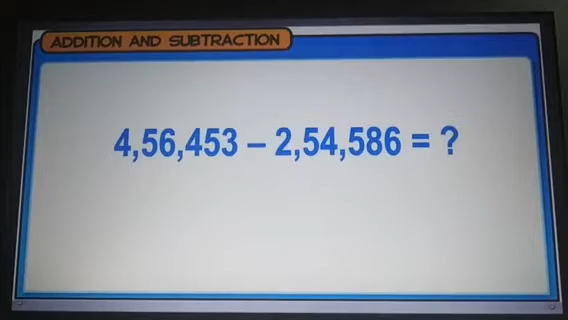 ADDITION AND SUBTRACTION
4,56,453 – 2,54,586 = ?